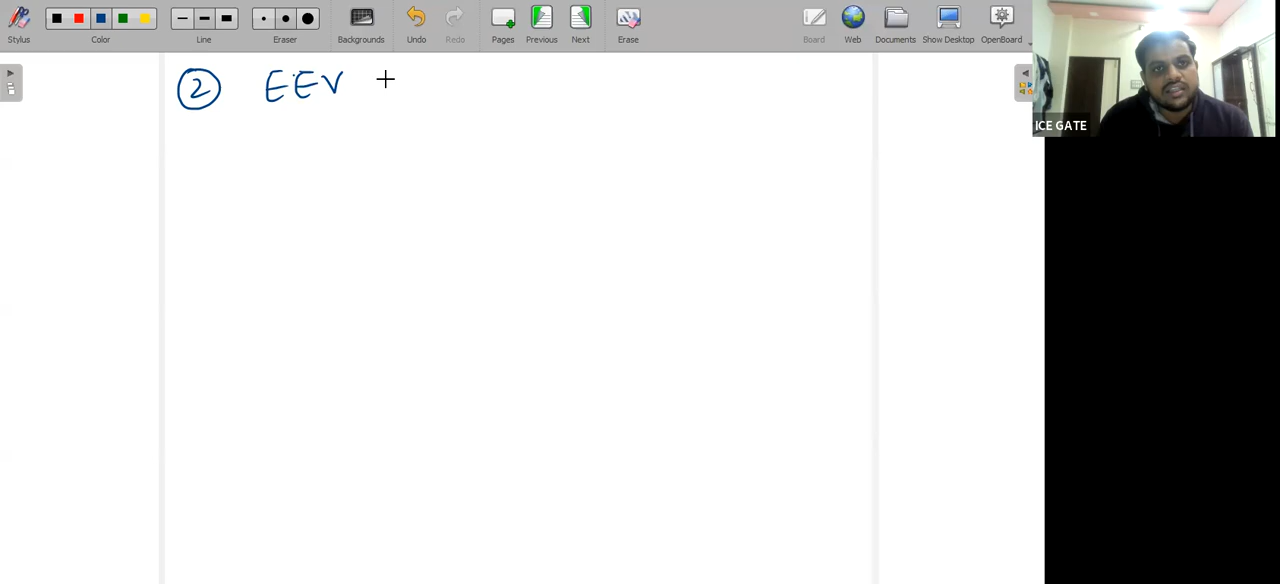 Stylus Color Line Eraser Backgrounds Undo Redo Pages Previous Next Erase Board Web Documents Show Desktop OpenBoard
② EEV
ICE GATE